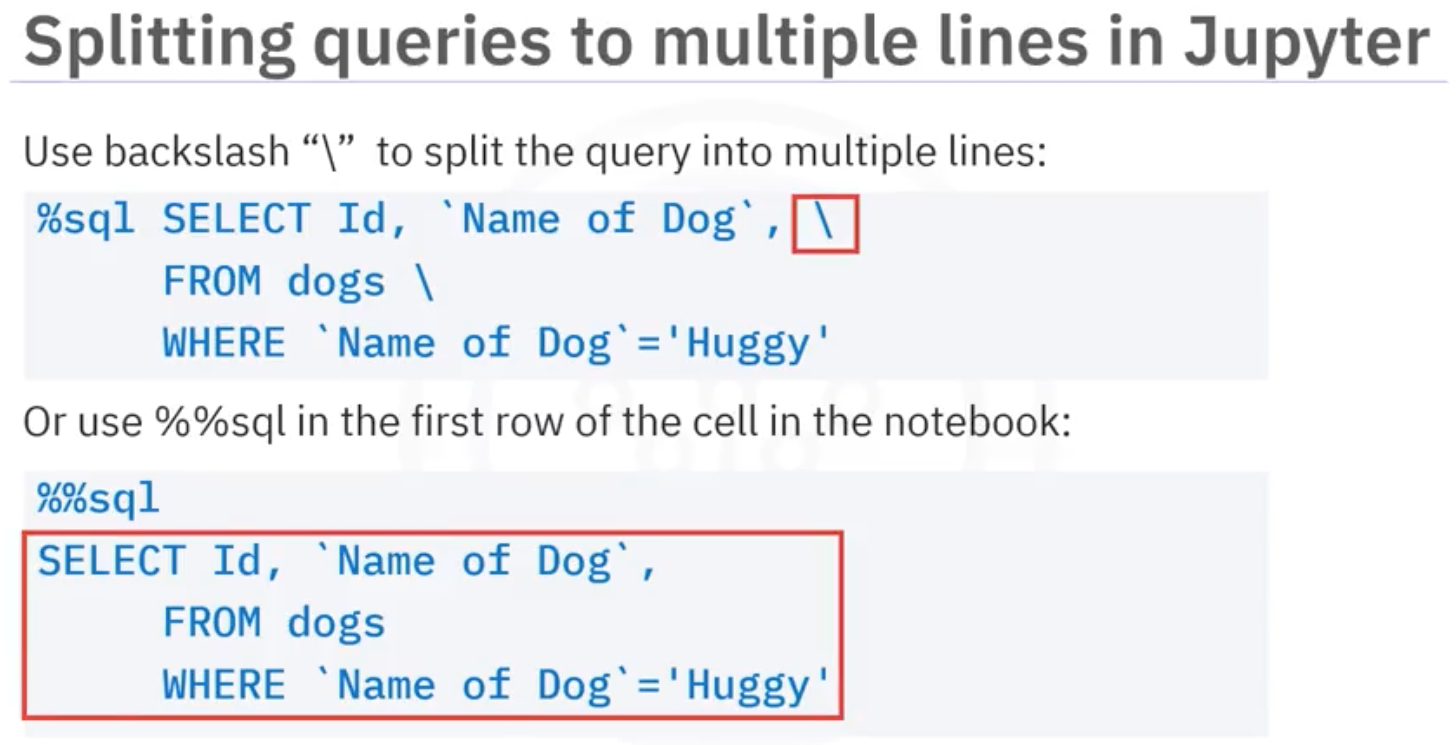 Splitting queries to multiple lines in Jupyter
Use backslash “\” to split the query into multiple lines:
%sql SELECT Id, `Name of Dog`, \
FROM dogs \
WHERE `Name of Dog`='Huggy'
Or use %%sql in the first row of the cell in the notebook:
%%sql
SELECT Id, `Name of Dog`,
FROM dogs
WHERE `Name of Dog`='Huggy'